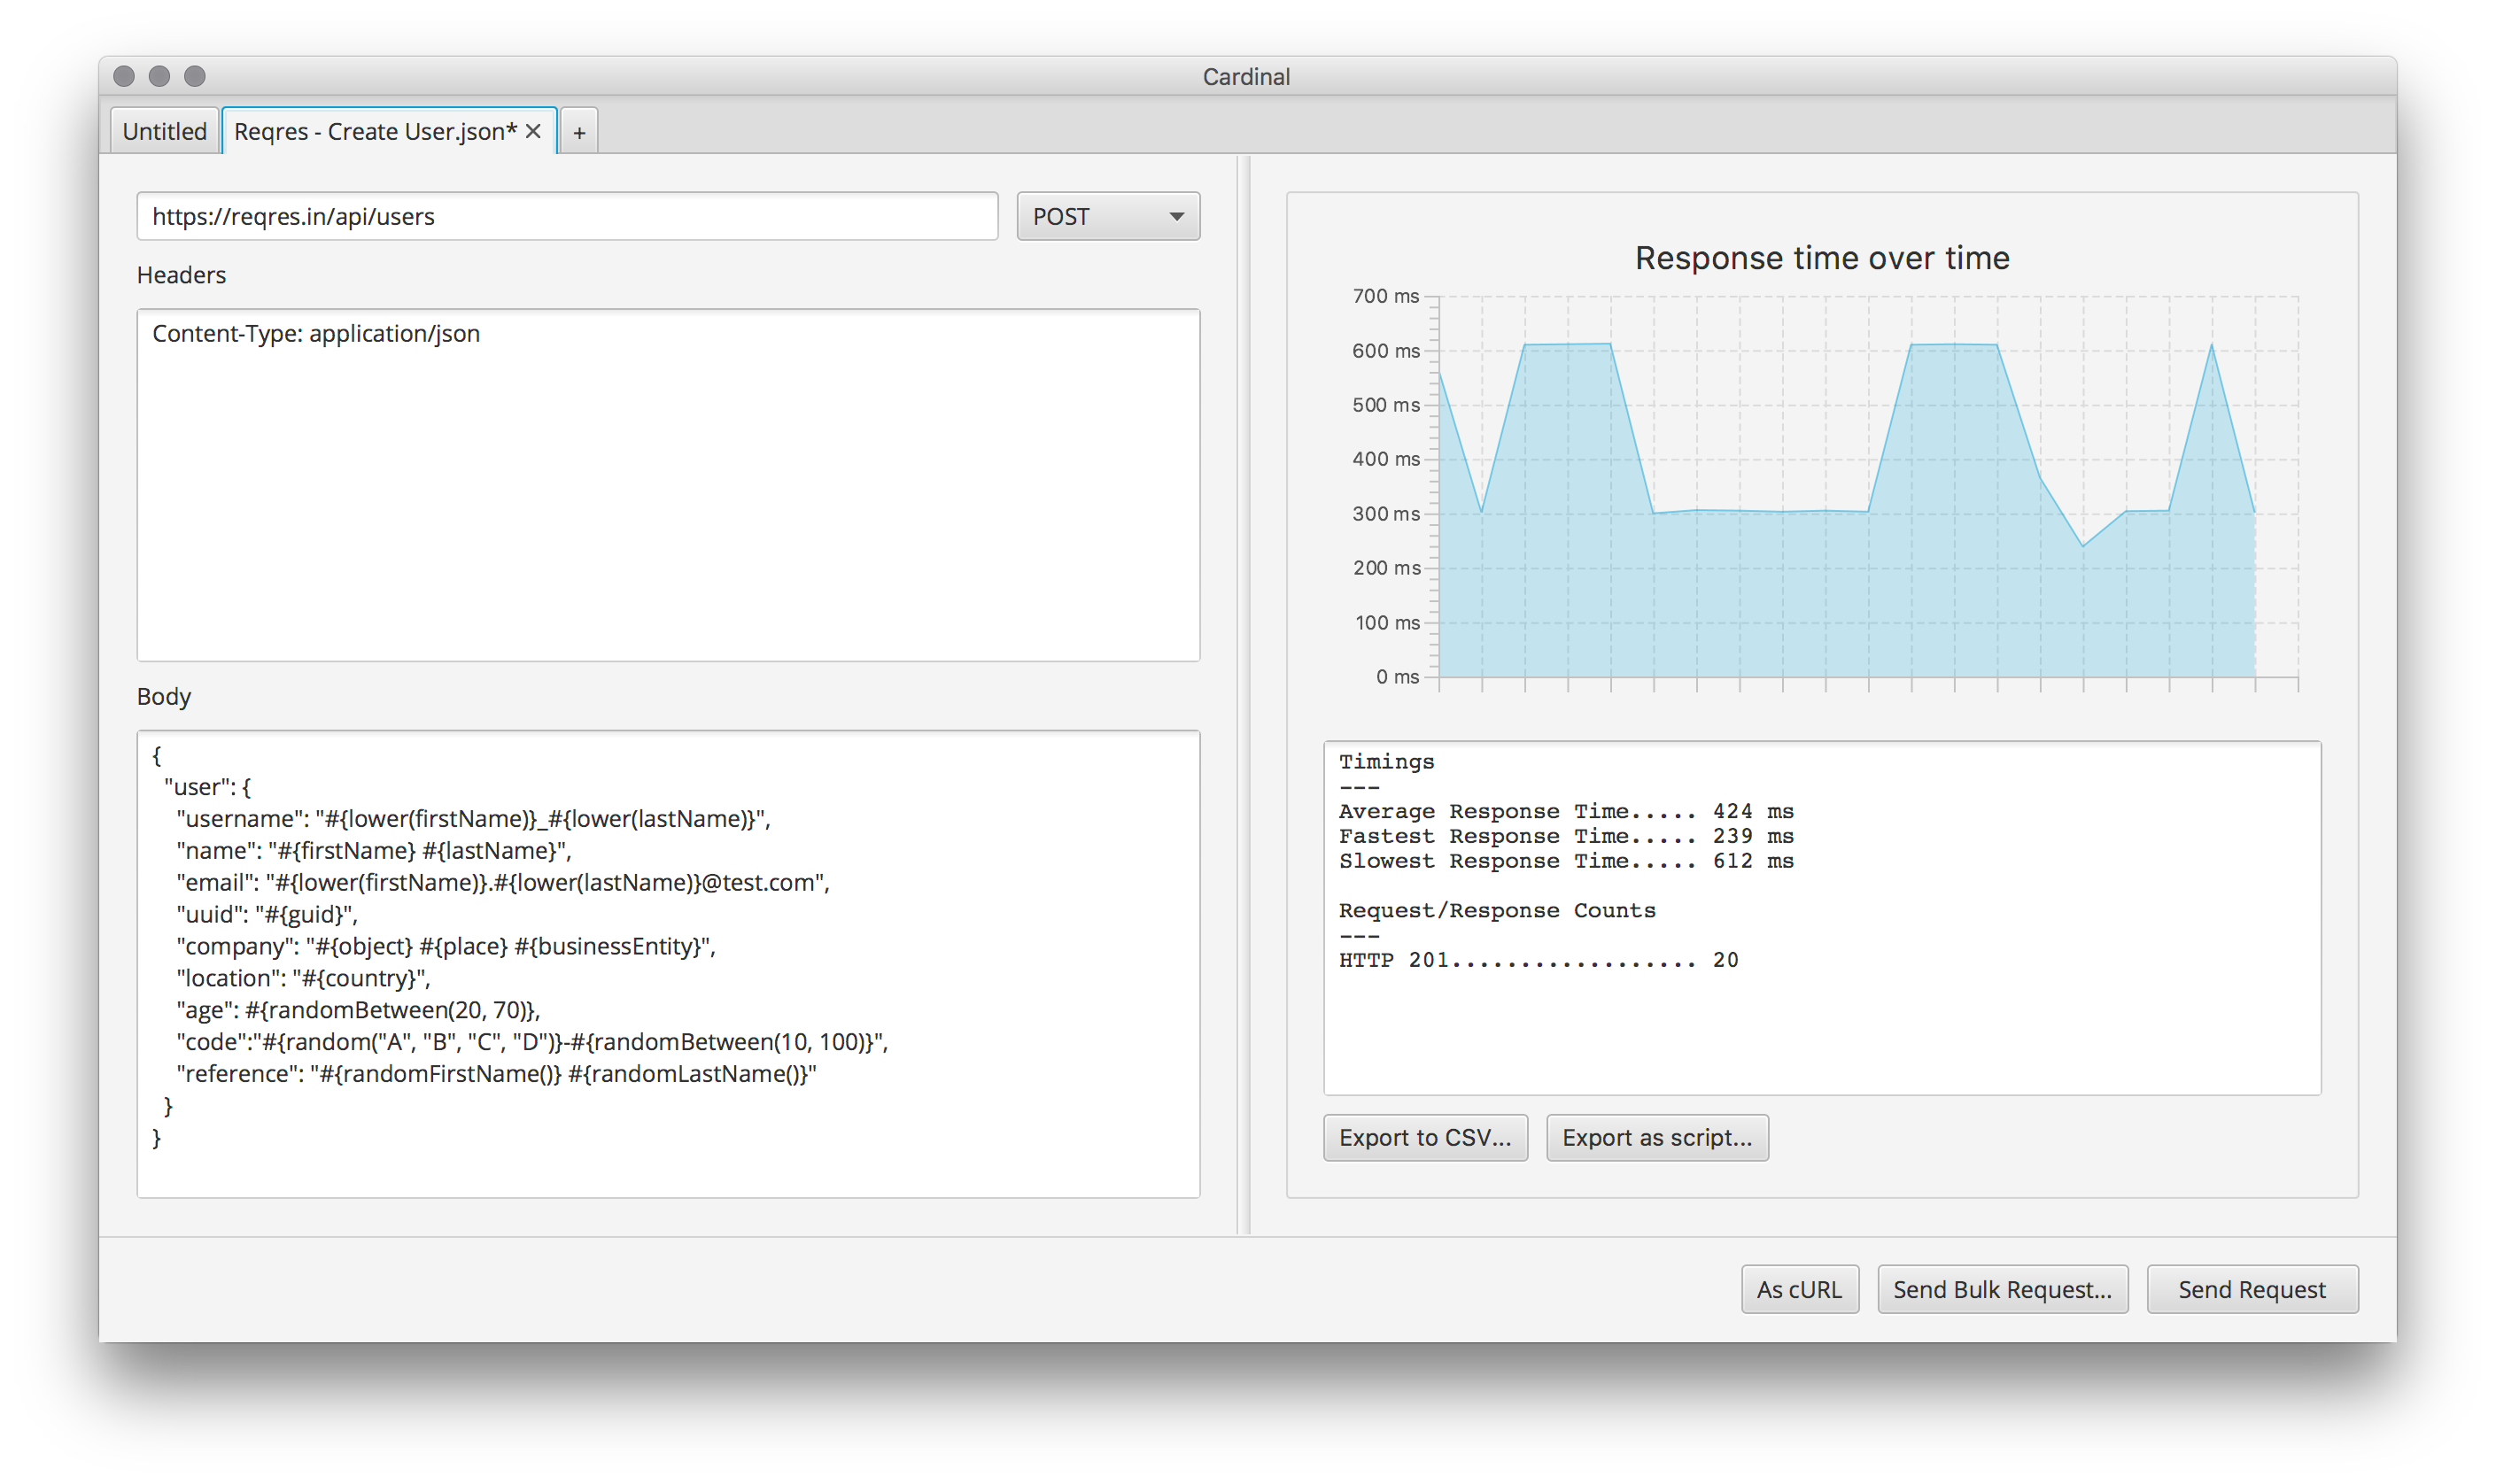 Cardinal
Untitled
Reqres - Create User.json*
+
https://reqres.in/api/users
POST
Headers
Content-Type: application/json
Body
{
"user": {
"username": "#{lower(firstName)}_#{lower(lastName)}",
"name": "#{firstName} #{lastName}",
"email": "#{lower(firstName)}.#{lower(lastName)}@test.com",
"uuid": "#{guid}",
"company": "#{object} #{place} #{businessEntity}",
"location": "#{country}",
"age": #{randomBetween(20, 70)},
"code":"#{random("A", "B", "C", "D")}-#{randomBetween(10, 100)}",
"reference": "#{randomFirstName()} #{randomLastName()}"
}
}
Response time over time
700 ms
600 ms
500 ms
400 ms
300 ms
200 ms
100 ms
0 ms
Timings
---
Average Response Time..... 424 ms
Fastest Response Time..... 239 ms
Slowest Response Time..... 612 ms
Request/Response Counts
---
HTTP 201.................. 20
Export to CSV...
Export as script...
As cURL
Send Bulk Request...
Send Request